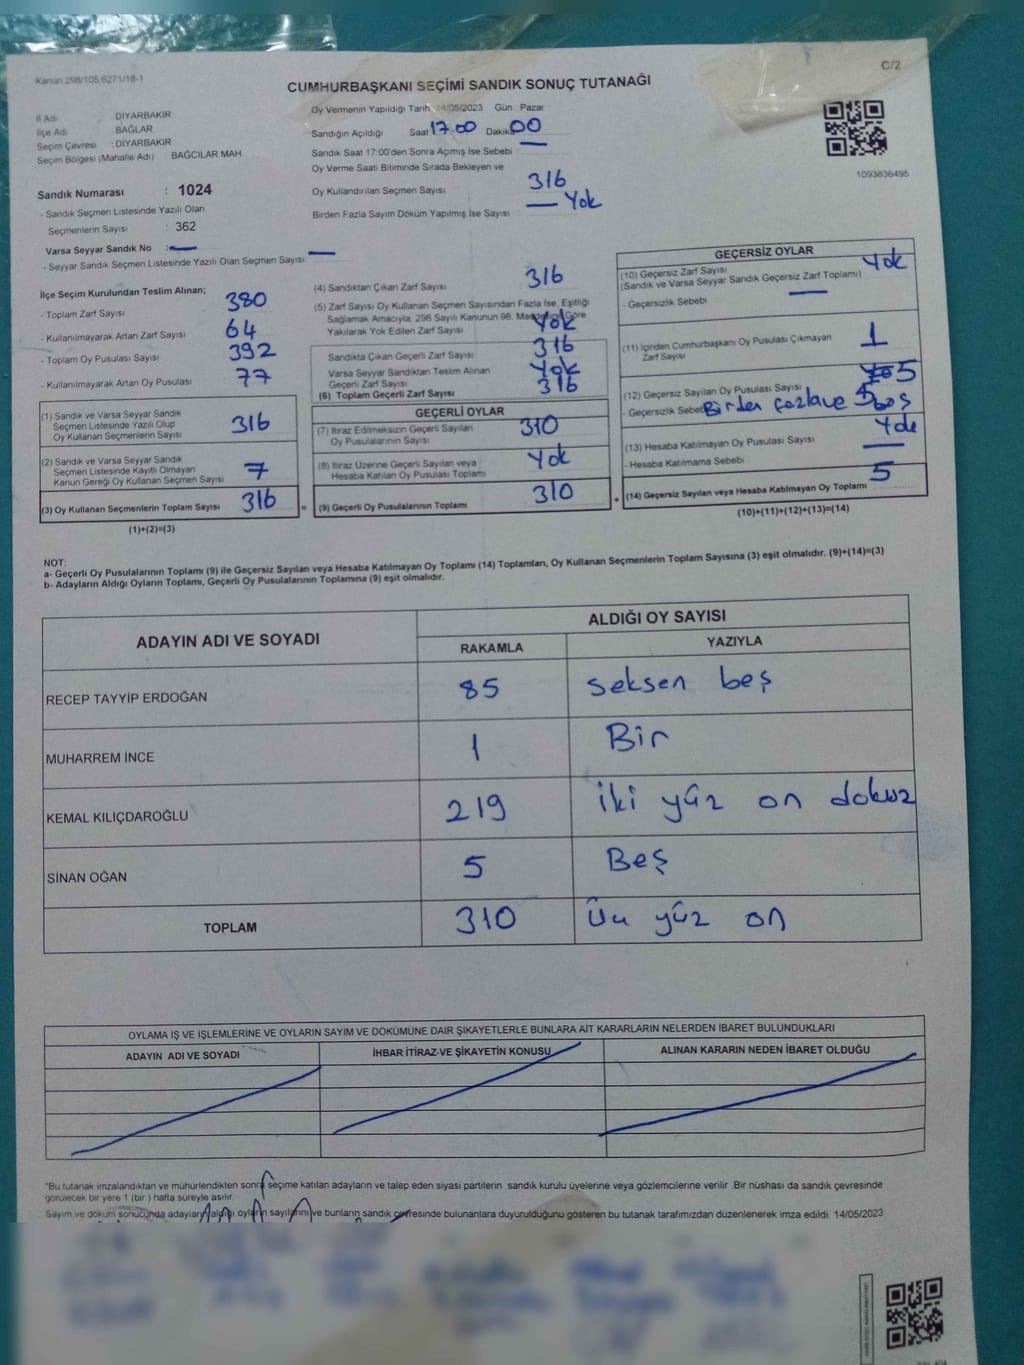 Kanun 298/105 6271/18-1
C/2
CUMHURBAŞKANI SEÇİMİ SANDIK SONUÇ TUTANAĞI
İl Adı DİYARBAKIR
İlçe Adı BAĞLAR
Seçim Çevresi : DİYARBAKIR
Seçim Bölgesi (Mahalle Adı) BAĞCILAR MAH
Sandık Numarası : 1024
- Sandık Seçmen Listesinde Yazılı Olan
Seçmenlerin Sayısı : 362
Varsa Seyyar Sandık No : —
- Seyyar Sandık Seçmen Listesinde Yazılı Olan Seçmen Sayısı —
Oy Vermenin Yapıldığı Tarih 14/05/2023 Gün Pazar
Sandığın Açıldığı Saat 17.00 Dakika 00
Sandık Saat 17:00'den Sonra Açımış İse Sebebi —
Oy Verme Saati Bitiminde Sırada Bekleyen ve
Oy Kullandırılan Seçmen Sayısı 316
Birden Fazla Sayım Döküm Yapılmış İse Sayısı — Yok
1093836495
İlçe Seçim Kurulundan Teslim Alınan;
- Toplam Zarf Sayısı 380
- Kullanılmayarak Artan Zarf Sayısı 64
- Toplam Oy Pusulası Sayısı 392
- Kullanılmayarak Artan Oy Pusulası 77
(1) Sandık ve Varsa Seyyar Sandık
Seçmen Listesinde Yazılı Olup
Oy Kullanan Seçmenlerin Sayısı 316
(2) Sandık ve Varsa Seyyar Sandık
Seçmen Listesinde Kayıtlı Olmayan
Kanun Gereği Oy Kullanan Seçmen Sayısı 7
(3) Oy Kullanan Seçmenlerin Toplam Sayısı 316
(1)+(2)=(3)
=
(4) Sandıktan Çıkan Zarf Sayısı 316
(5) Zarf Sayısı Oy Kullanan Seçmen Sayısından Fazla İse, Eşitliği
Sağlamak Amacıyla, 298 Sayılı Kanunun 98. Maddesine Göre
Yakılarak Yok Edilen Zarf Sayısı Yok
Sandıkta Çıkan Geçerli Zarf Sayısı 316
Varsa Seyyar Sandıktan Teslim Alınan
Geçerli Zarf Sayısı Yok
(6) Toplam Geçerli Zarf Sayısı 316
GEÇERLİ OYLAR
(7) İtiraz Edilmeksizin Geçerli Sayılan
Oy Pusulalarının Sayısı 310
(8) İtiraz Üzerine Geçerli Sayılan veya
Hesaba Katılan Oy Pusulası Toplamı Yok
(9) Geçerli Oy Pusulalarının Toplamı 310
+
GEÇERSİZ OYLAR
(10) Geçersiz Zarf Sayısı Yok
(Sandık ve Varsa Seyyar Sandık Geçersiz Zarf Toplamı)
- Geçersizlik Sebebi —
(11) İçinden Cumhurbaşkanı Oy Pusulası Çıkmayan
Zarf Sayısı 1
(12) Geçersiz Sayılan Oy Pusulası Sayısı 5
- Geçersizlik Sebebi Birden fazla ve boş
(13) Hesaba Katılmayan Oy Pusulası Sayısı Yok
- Hesaba Katılmama Sebebi —
(14) Geçersiz Sayılan veya Hesaba Katılmayan Oy Toplamı 5
(10)+(11)+(12)+(13)=(14)
NOT:
a- Geçerli Oy Pusulalarının Toplamı (9) ile Geçersiz Sayılan veya Hesaba Katılmayan Oy Toplamı (14) Toplamları, Oy Kullanan Seçmenlerin Toplam Sayısına (3) eşit olmalıdır. (9)+(14)=(3)
b- Adayların Aldığı Oyların Toplamı, Geçerli Oy Pusulalarının Toplamına (9) eşit olmalıdır.
ADAYIN ADI VE SOYADI
ALDIĞI OY SAYISI
RAKAMLA YAZIYLA
RECEP TAYYİP ERDOĞAN 85 Seksen beş
MUHARREM İNCE 1 Bir
KEMAL KILIÇDAROĞLU 219 iki yüz on dokuz
SİNAN OĞAN 5 Beş
TOPLAM 310 Üç yüz on
OYLAMA İŞ VE İŞLEMLERİNE VE OYLARIN SAYIM VE DÖKÜMÜNE DAİR ŞİKAYETLERLE BUNLARA AİT KARARLARIN NELERDEN İBARET BULUNDUKLARI
ADAYIN ADI VE SOYADI İHBAR İTİRAZ VE ŞİKAYETİN KONUSU ALINAN KARARIN NEDEN İBARET OLDUĞU
*Bu tutanak imzalandıktan ve mühürlendikten sonra seçime katılan adayların ve talep eden siyasi partilerin sandık kurulu üyelerine veya gözlemcilerine verilir. Bir nüshası da sandık çevresinde
görülecek bir yere 1 (bir ) hafta süreyle asılır.
Sayım ve döküm sonucunda adayların aldığı oyların sayılarını ve bunların sandık çevresinde bulunanlara duyurulduğunu gösteren bu tutanak tarafımızdan düzenlenerek imza edildi. 14/05/2023